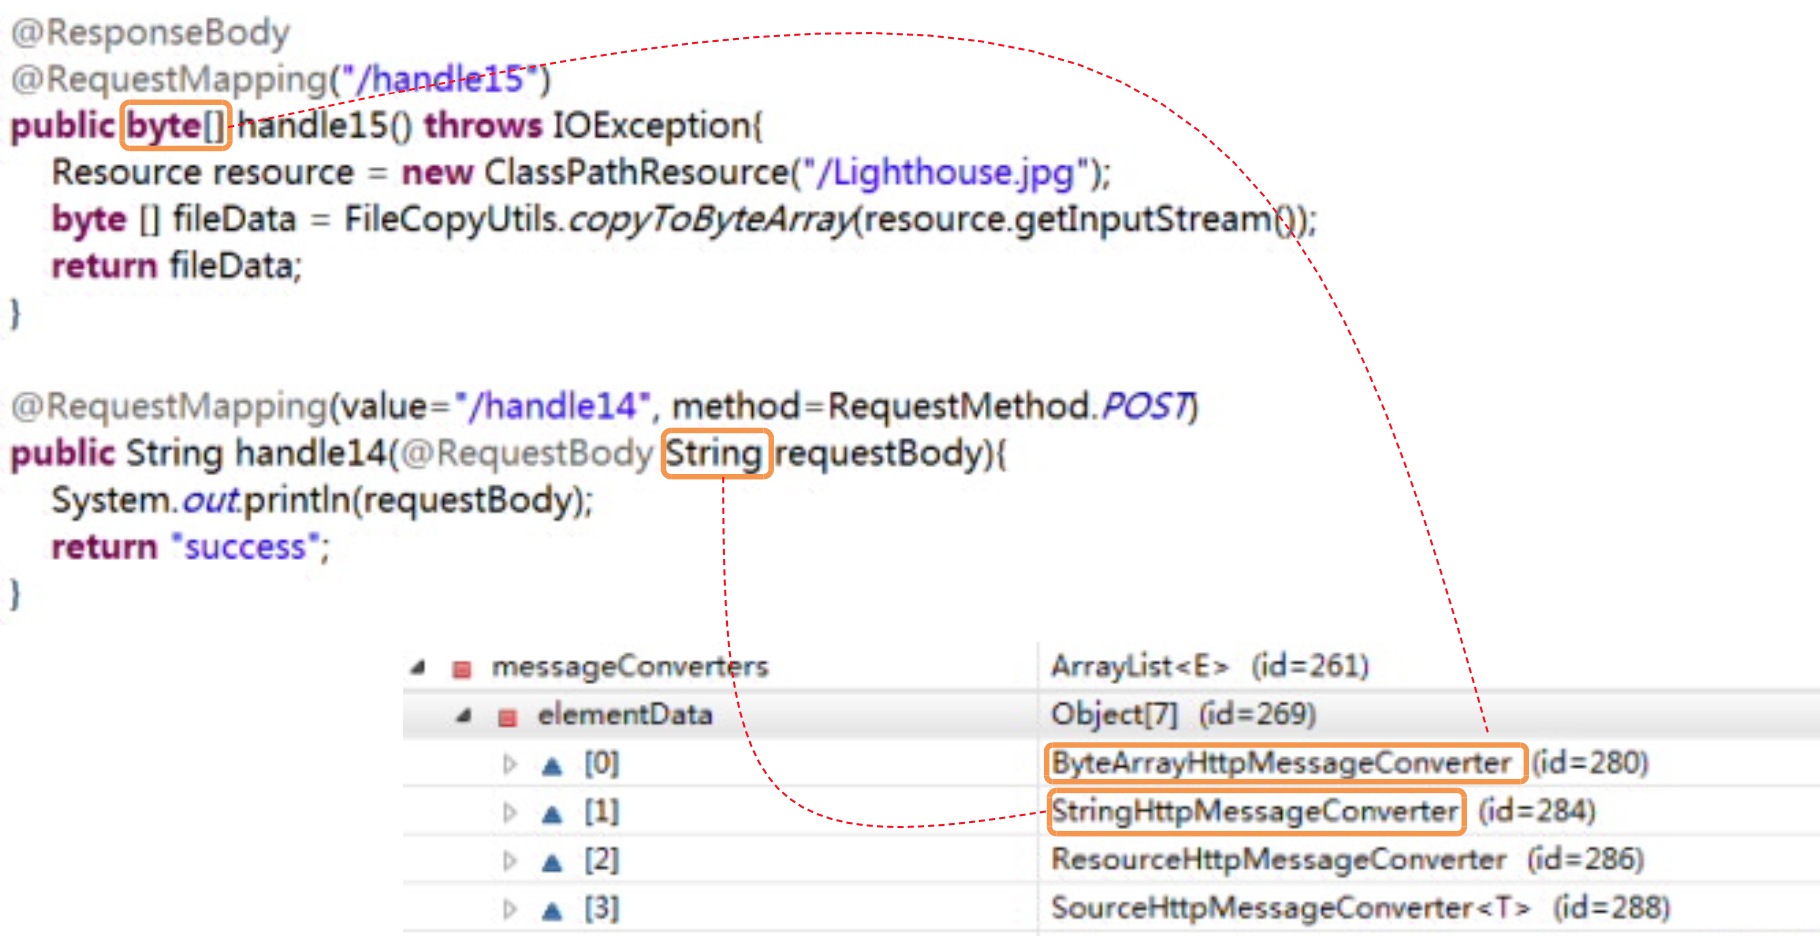 @ResponseBody
@RequestMapping("/handle15")
public byte[] handle15() throws IOException{
Resource resource = new ClassPathResource("/Lighthouse.jpg");
byte [] fileData = FileCopyUtils.copyToByteArray(resource.getInputStream());
return fileData;
}
@RequestMapping(value="/handle14", method=RequestMethod.POST)
public String handle14(@RequestBody String requestBody){
System.out.println(requestBody);
return "success";
}
messageConverters ArrayList<E> (id=261)
elementData Object[7] (id=269)
[0] ByteArrayHttpMessageConverter (id=280)
[1] StringHttpMessageConverter (id=284)
[2] ResourceHttpMessageConverter (id=286)
[3] SourceHttpMessageConverter<T> (id=288)